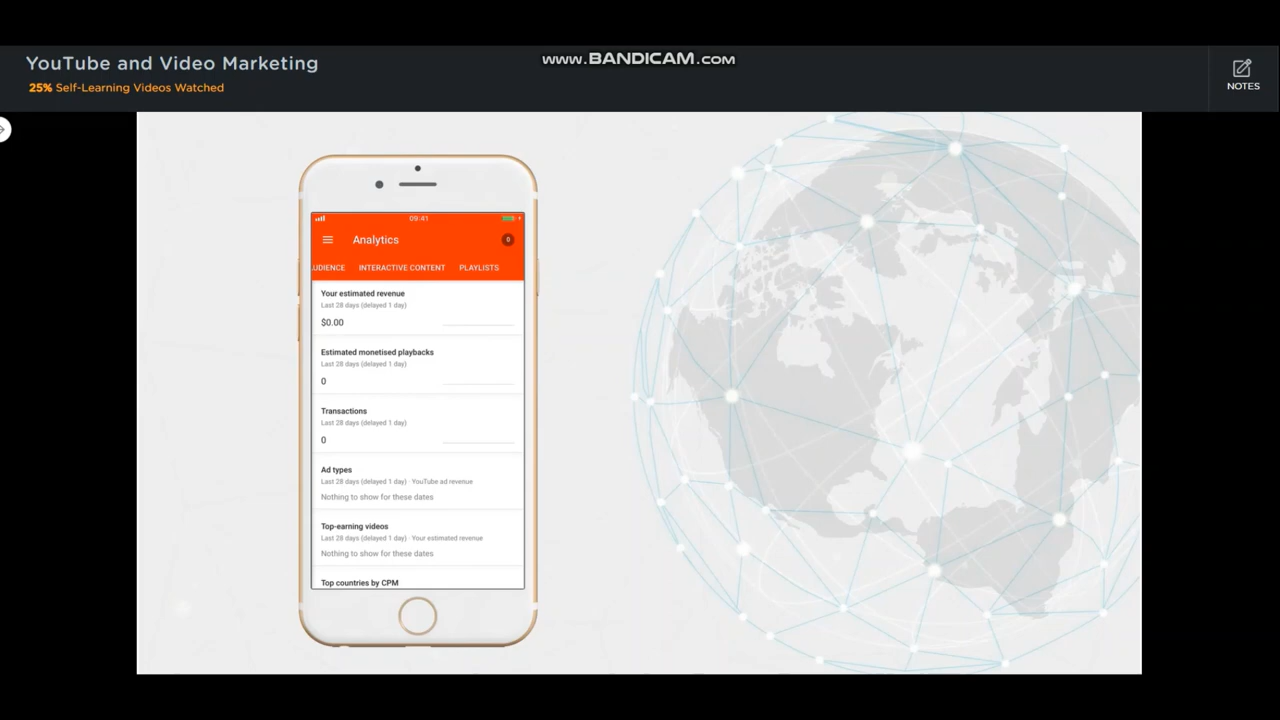 www.BANDICAM.com
YouTube and Video Marketing
25% Self-Learning Videos Watched
NOTES
09:41
Analytics
0
UDIENCE INTERACTIVE CONTENT PLAYLISTS
Your estimated revenue
Last 28 days (delayed 1 day)
$0.00
Estimated monetised playbacks
Last 28 days (delayed 1 day)
0
Transactions
Last 28 days (delayed 1 day)
0
Ad types
Last 28 days (delayed 1 day) · YouTube ad revenue
Nothing to show for these dates
Top-earning videos
Last 28 days (delayed 1 day) · Your estimated revenue
Nothing to show for these dates
Top countries by CPM